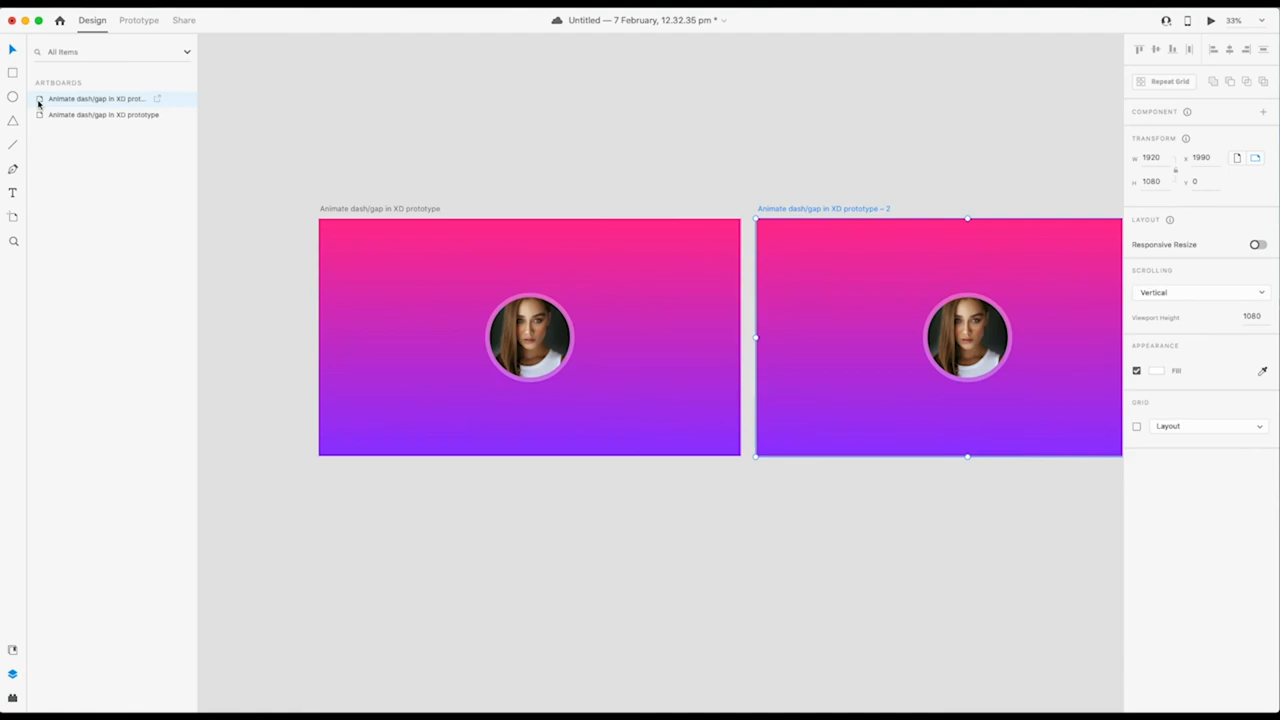 Design Prototype Share
Untitled — 7 February, 12.32.35 pm *
33%
All Items
ARTBOARDS
Animate dash/gap in XD prot...
Animate dash/gap in XD prototype
Animate dash/gap in XD prototype
Animate dash/gap in XD prototype – 2
Repeat Grid
COMPONENT
TRANSFORM
W 1920 X 1990
H 1080 Y 0
LAYOUT
Responsive Resize
SCROLLING
Vertical
Viewport Height 1080
APPEARANCE
Fill
GRID
Layout